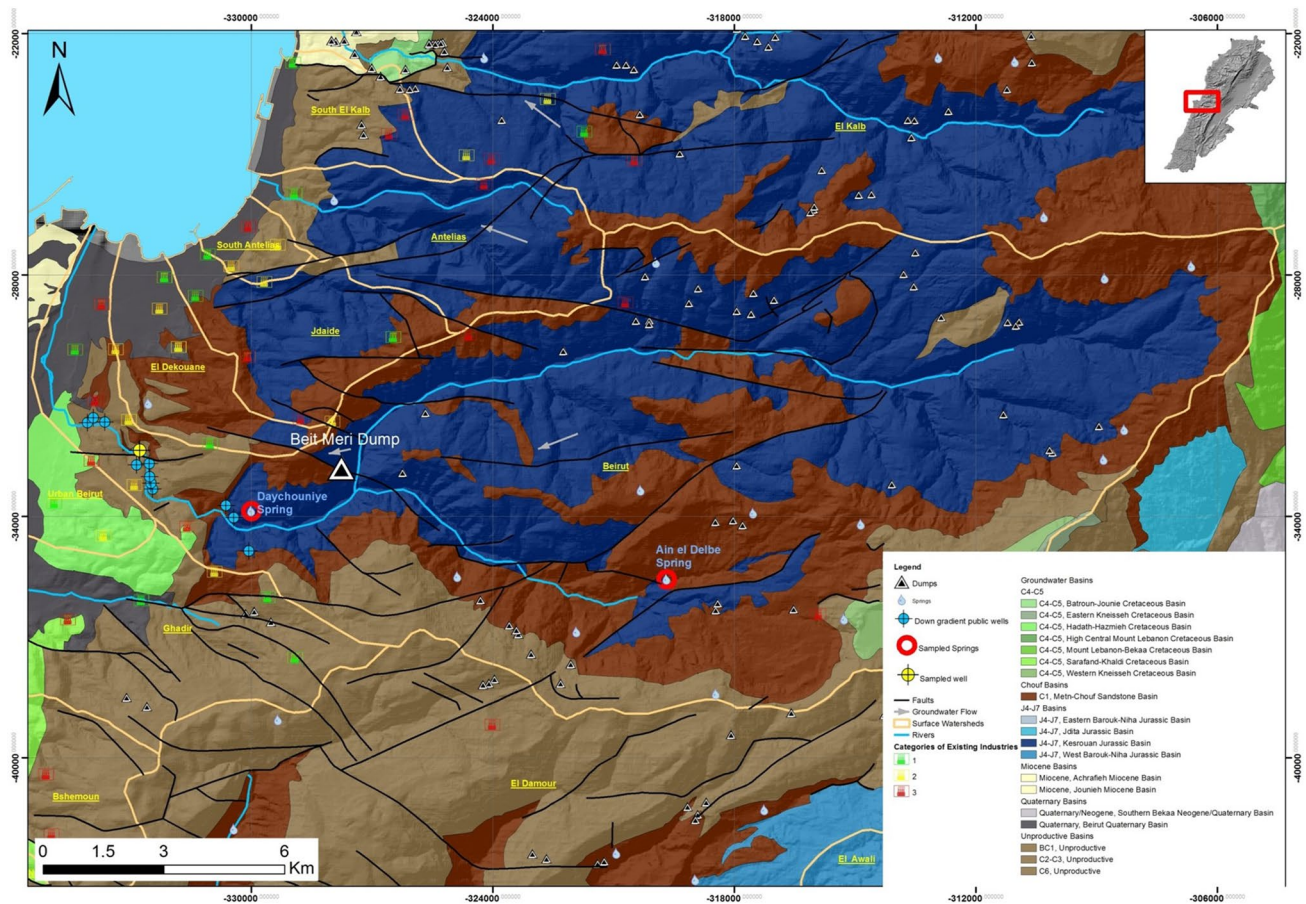 -330000
-324000
-318000
-312000
-306000
-22000
-22000
N
South El Kalb
El Kalb
South Antelias
Antelias
-28000
-28000
Jdaide
El Dekouane
Beit Meri Dump
Beirut
Urban Beirut
Daychouniye
Spring
-34000
-34000
Ain el Delbe
Spring
Ghadir
El Damour
Bshemoun
El Awali
-40000
-40000
0 1.5 3 6
Km
Legend
Dumps
Springs
Down gradient public wells
Sampled Springs
Sampled well
Faults
Groundwater Flow
Surface Watersheds
Rivers
Categories of Existing Industries
1
2
3
Groundwater Basins
C4-C5
C4-C5, Batroun-Jounie Cretaceous Basin
C4-C5, Eastern Kneisseh Cretaceous Basin
C4-C5, Hadath-Hazmieh Cretaceous Basin
C4-C5, High Central Mount Lebanon Cretaceous Basin
C4-C5, Mount Lebanon-Bekaa Cretaceous Basin
C4-C5, Sarafand-Khaldi Cretaceous Basin
C4-C5, Western Kneisseh Cretaceous Basin
Chouf Basins
C1, Metn-Chouf Sandstone Basin
J4-J7 Basins
J4-J7, Eastern Barouk-Niha Jurassic Basin
J4-J7, Jdita Jurassic Basin
J4-J7, Kesrouan Jurassic Basin
J4-J7, West Barouk-Niha Jurassic Basin
Miocene Basins
Miocene, Achrafieh Miocene Basin
Miocene, Jounieh Miocene Basin
Quaternary Basins
Quaternary/Neogene, Southern Bekaa Neogene/Quaternary Basin
Quaternary, Beirut Quaternary Basin
Unproductive Basins
BC1, Unproductive
C2-C3, Unproductive
C6, Unproductive
-330000
-324000
-318000
-312000
-306000